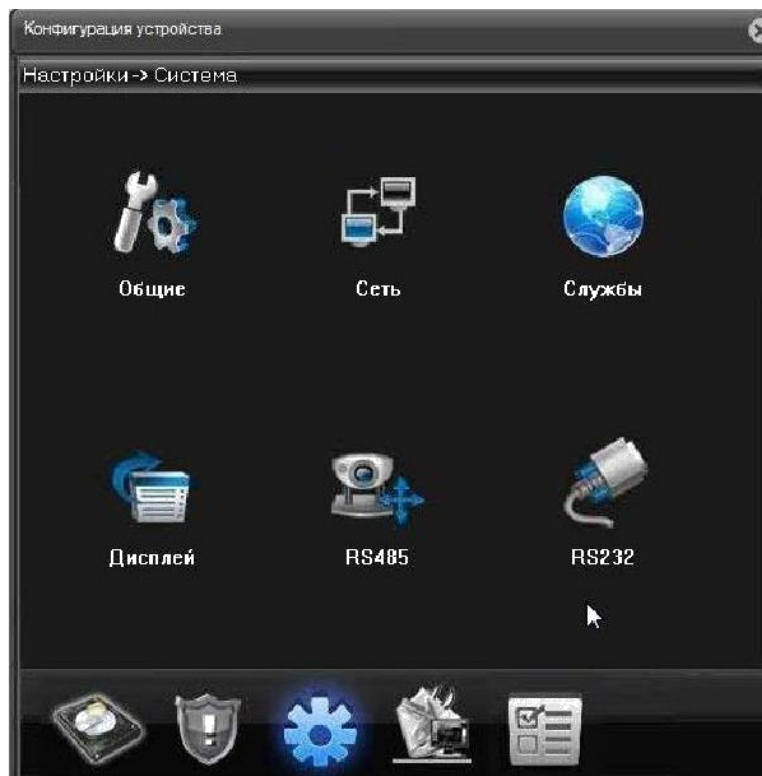 Конфигурация устройства
Настройки-> Система
Общие Сеть Службы
Дисплей RS485 RS232